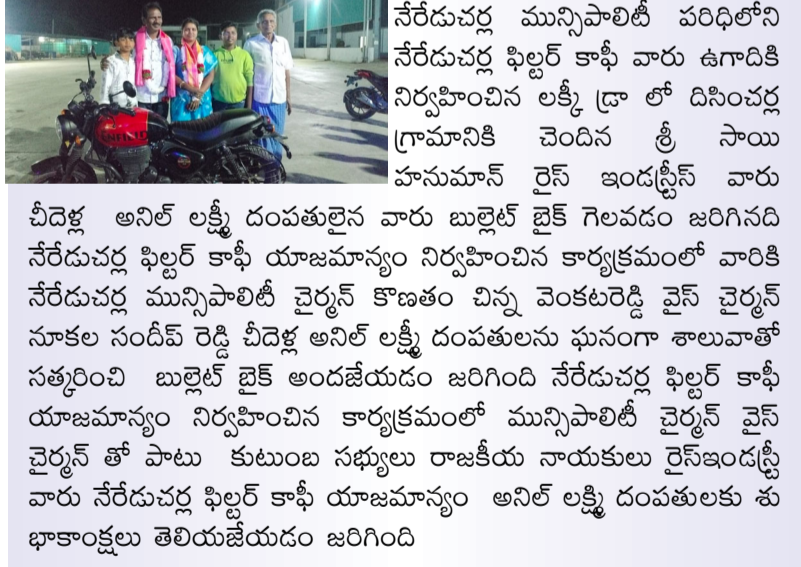 నేరేడుచర్ల మున్సిపాలిటీ పరిధిలోని
నేరేడుచర్ల ఫిల్టర్ కాఫీ వారు ఉగాదికి
నిర్వహించిన లక్కీ డ్రా లో దిసించర్ల
గ్రామానికి చెందిన శ్రీ సాయి
హనుమాన్ రైస్ ఇండస్ట్రీస్ వారు
చీదెళ్ల అనిల్ లక్ష్మీ దంపతులైన వారు బుల్లెట్ బైక్ గెలవడం జరిగినది
నేరేడుచర్ల ఫిల్టర్ కాఫీ యాజమాన్యం నిర్వహించిన కార్యక్రమంలో వారికి
నేరేడుచర్ల మున్సిపాలిటీ చైర్మన్ కొణతం చిన్న వెంకటరెడ్డి వైస్ చైర్మన్
నూకల సందీప్ రెడ్డి చీదెళ్ల అనిల్ లక్ష్మీ దంపతులను ఘనంగా శాలువాతో
సత్కరించి బుల్లెట్ బైక్ అందజేయడం జరిగింది నేరేడుచర్ల ఫిల్టర్ కాఫీ
యాజమాన్యం నిర్వహించిన కార్యక్రమంలో మున్సిపాలిటీ చైర్మన్ వైస్
చైర్మన్ తో పాటు కుటుంబ సభ్యులు రాజకీయ నాయకులు రైస్ఇండస్ట్రీ
వారు నేరేడుచర్ల ఫిల్టర్ కాఫీ యాజమాన్యం అనిల్ లక్ష్మి దంపతులకు శు
భాకాంక్షలు తెలియజేయడం జరిగింది